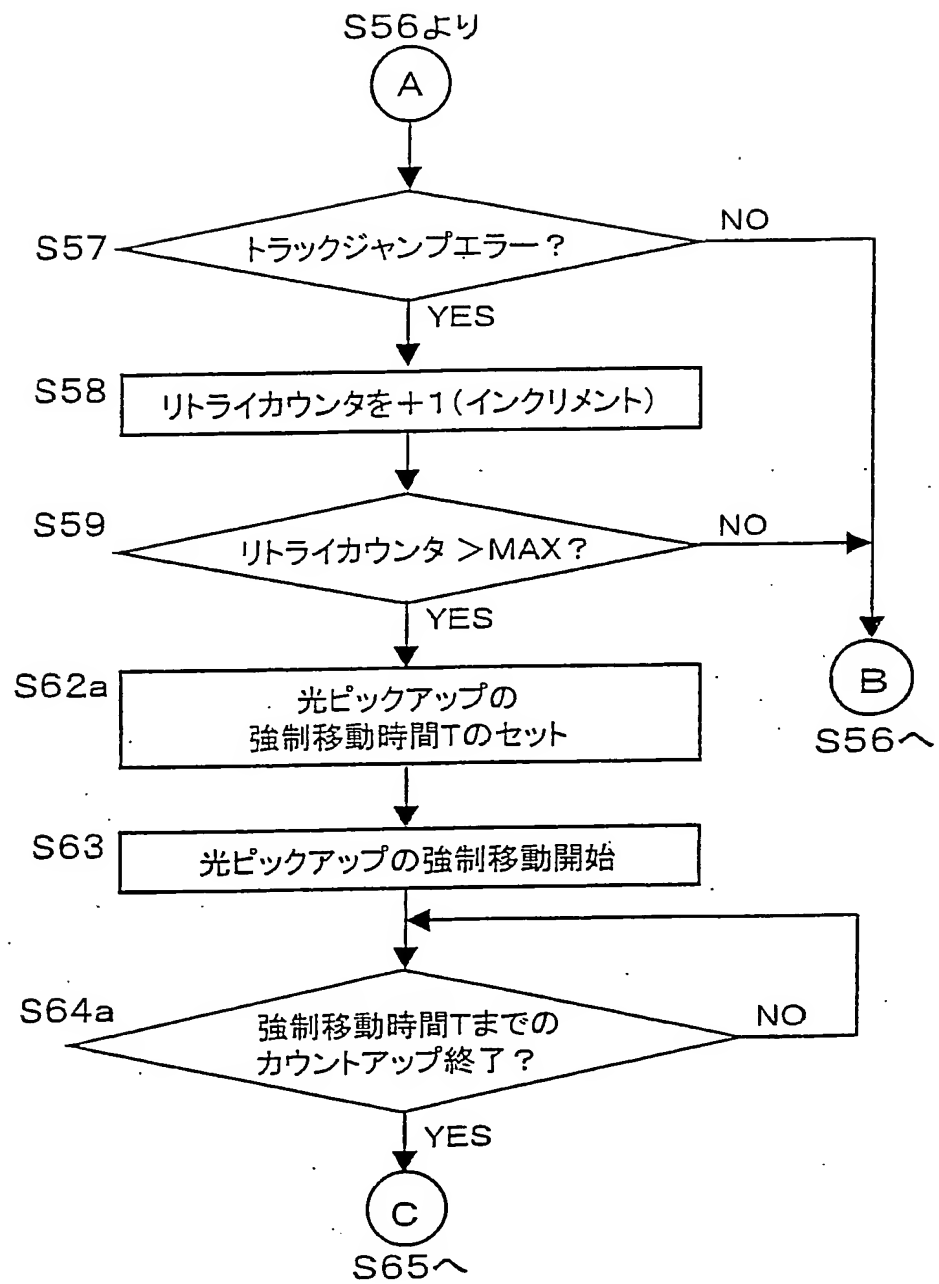 S56より
A
S57
トラックジャンプエラー?
NO
YES
S58
リトライカウンタを+1(インクリメント)
S59
リトライカウンタ >MAX?
NO
YES
S62a
光ピックアップの
強制移動時間Tのセット
B
S56へ
S63
光ピックアップの強制移動開始
S64a
強制移動時間Tまでの
カウントアップ終了?
NO
YES
C
S65へ